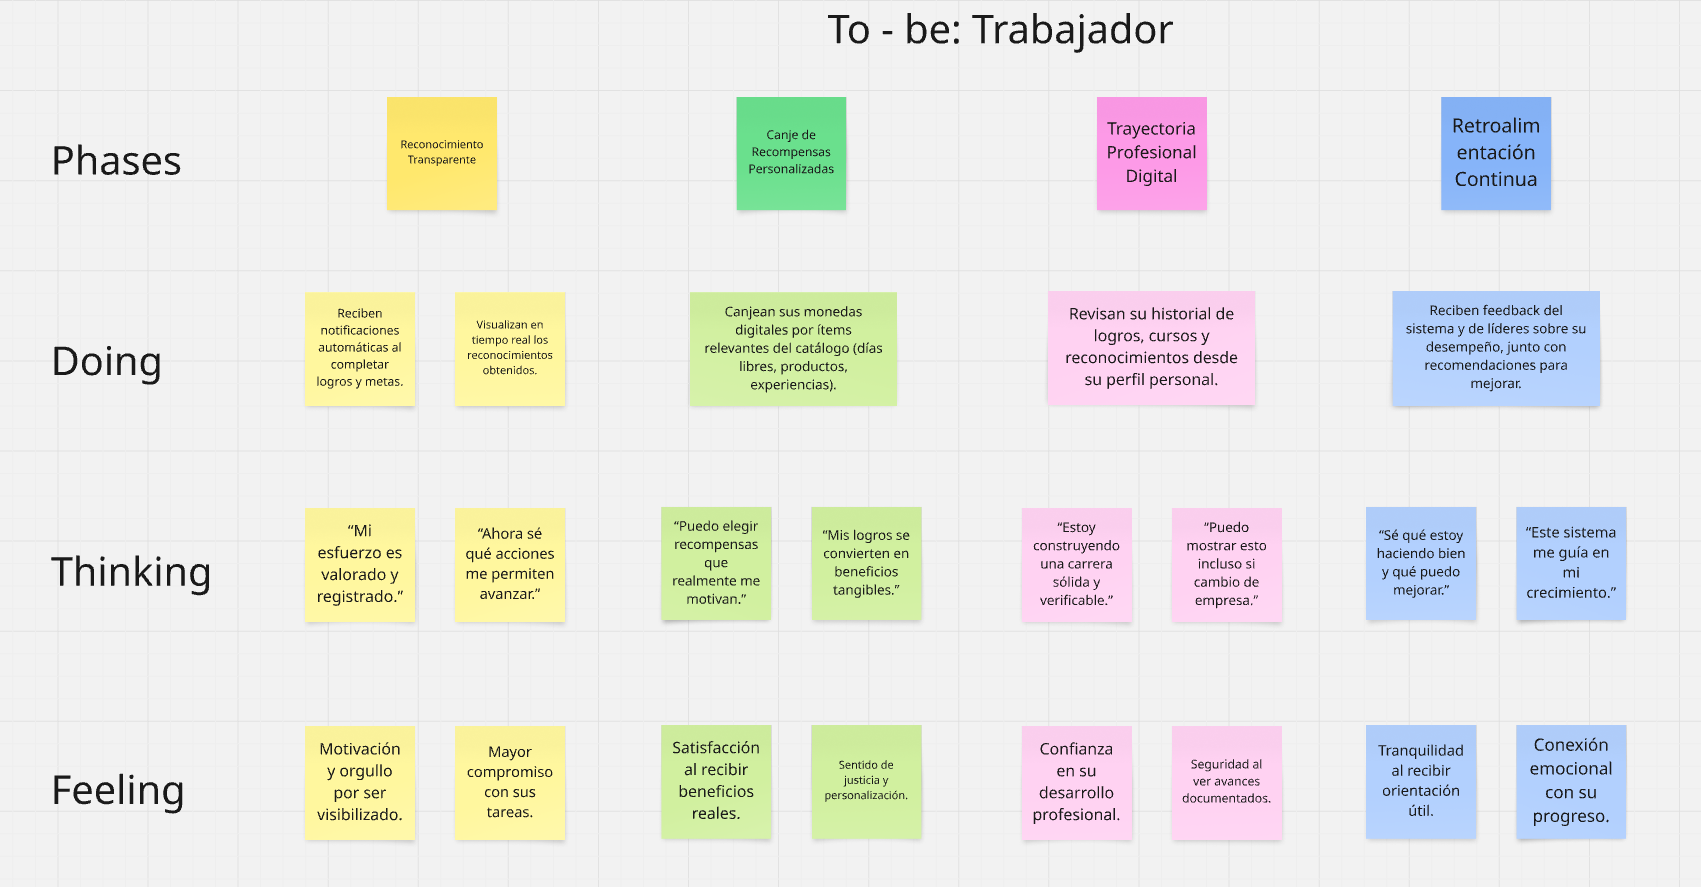 To - be: Trabajador
Phases
Reconocimiento
Transparente
Canje de
Recompensas
Personalizadas
Trayectoria
Profesional
Digital
Retroalim
entación
Continua
Doing
Reciben
notificaciones
automáticas al
completar
logros y metas.
Visualizan en
tiempo real los
reconocimientos
obtenidos.
Canjean sus monedas
digitales por ítems
relevantes del catálogo (días
libres, productos,
experiencias).
Revisan su historial de
logros, cursos y
reconocimientos desde
su perfil personal.
Reciben feedback del
sistema y de líderes sobre su
desempeño, junto con
recomendaciones para
mejorar.
Thinking
“Mi
esfuerzo es
valorado y
registrado.”
“Ahora sé
qué acciones
me permiten
avanzar.”
“Puedo elegir
recompensas
que
realmente me
motivan.”
“Mis logros se
convierten en
beneficios
tangibles.”
“Estoy
construyendo
una carrera
sólida y
verificable.”
“Puedo
mostrar esto
incluso si
cambio de
empresa.”
“Sé qué estoy
haciendo bien
y qué puedo
mejorar.”
“Este sistema
me guía en
mi
crecimiento.”
Feeling
Motivación
y orgullo
por ser
visibilizado.
Mayor
compromiso
con sus
tareas.
Satisfacción
al recibir
beneficios
reales.
Sentido de
justicia y
personalización.
Confianza
en su
desarrollo
profesional.
Seguridad al
ver avances
documentados.
Tranquilidad
al recibir
orientación
útil.
Conexión
emocional
con su
progreso.